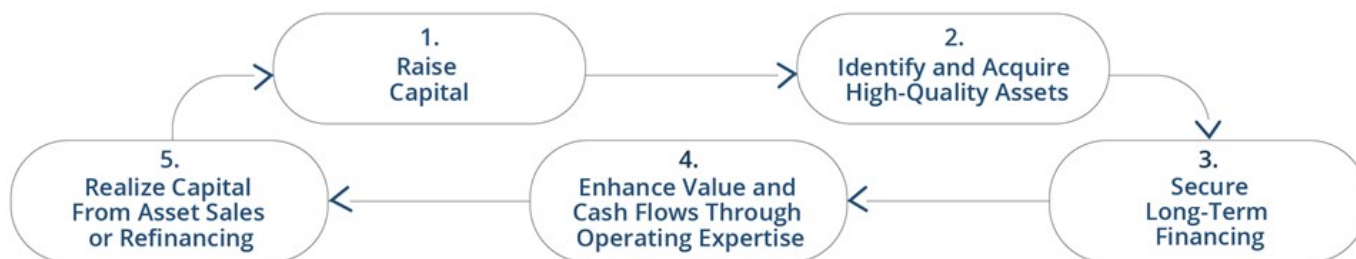 1.
Raise
Capital
2.
Identify and Acquire
High-Quality Assets
3.
Secure
Long-Term
Financing
4.
Enhance Value and
Cash Flows Through
Operating Expertise
5.
Realize Capital
From Asset Sales
or Refinancing